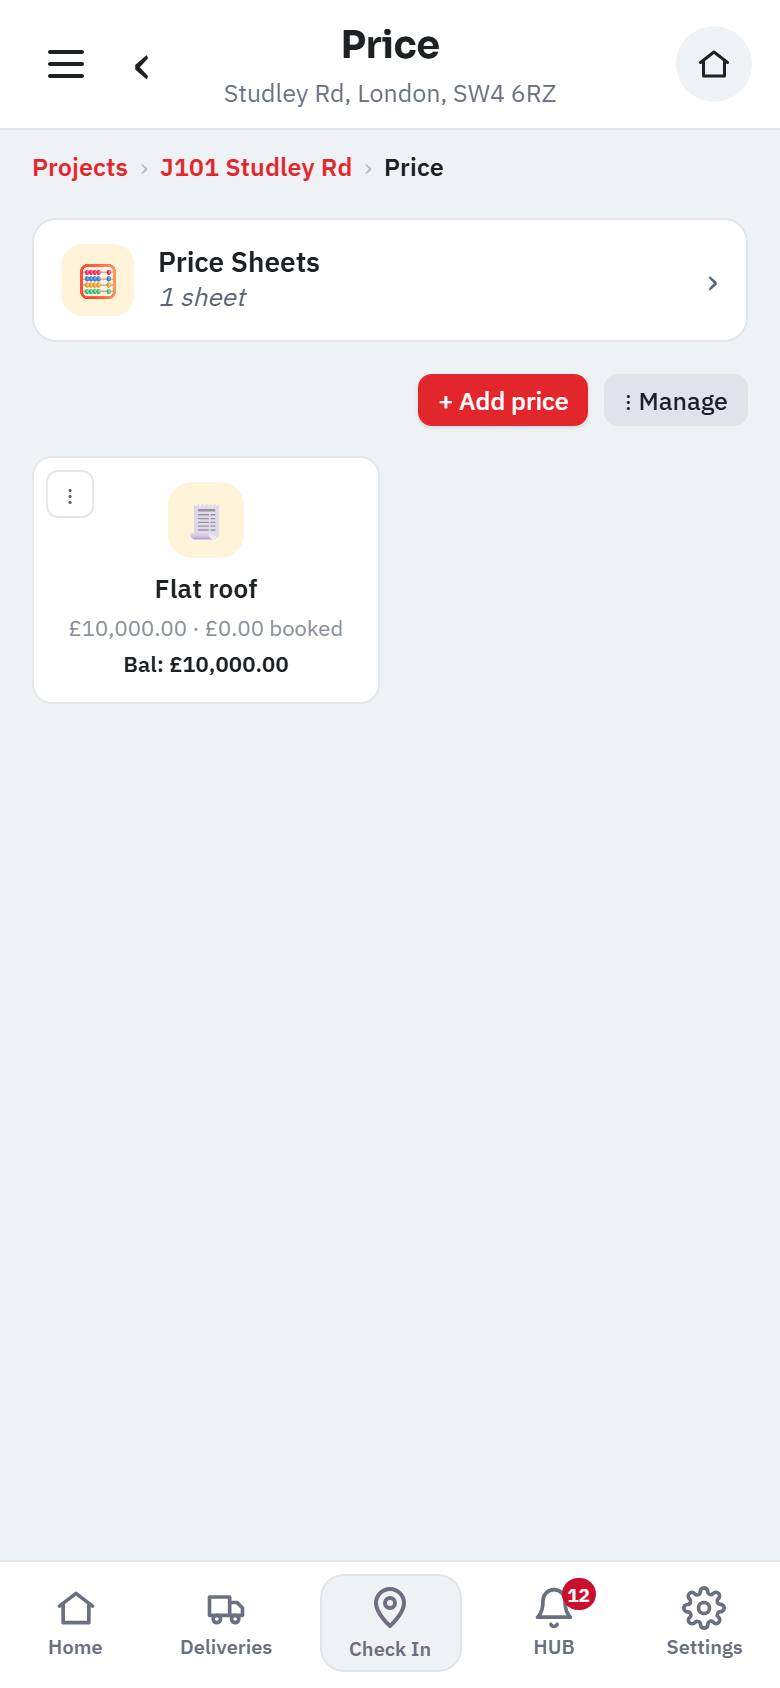 Price
Studley Rd, London, SW4 6RZ
Projects › J101 Studley Rd › Price
Price Sheets
1 sheet
+ Add price
⋮ Manage
Flat roof
£10,000.00 · £0.00 booked
Bal: £10,000.00
12
Home
Deliveries
Check In
HUB
Settings